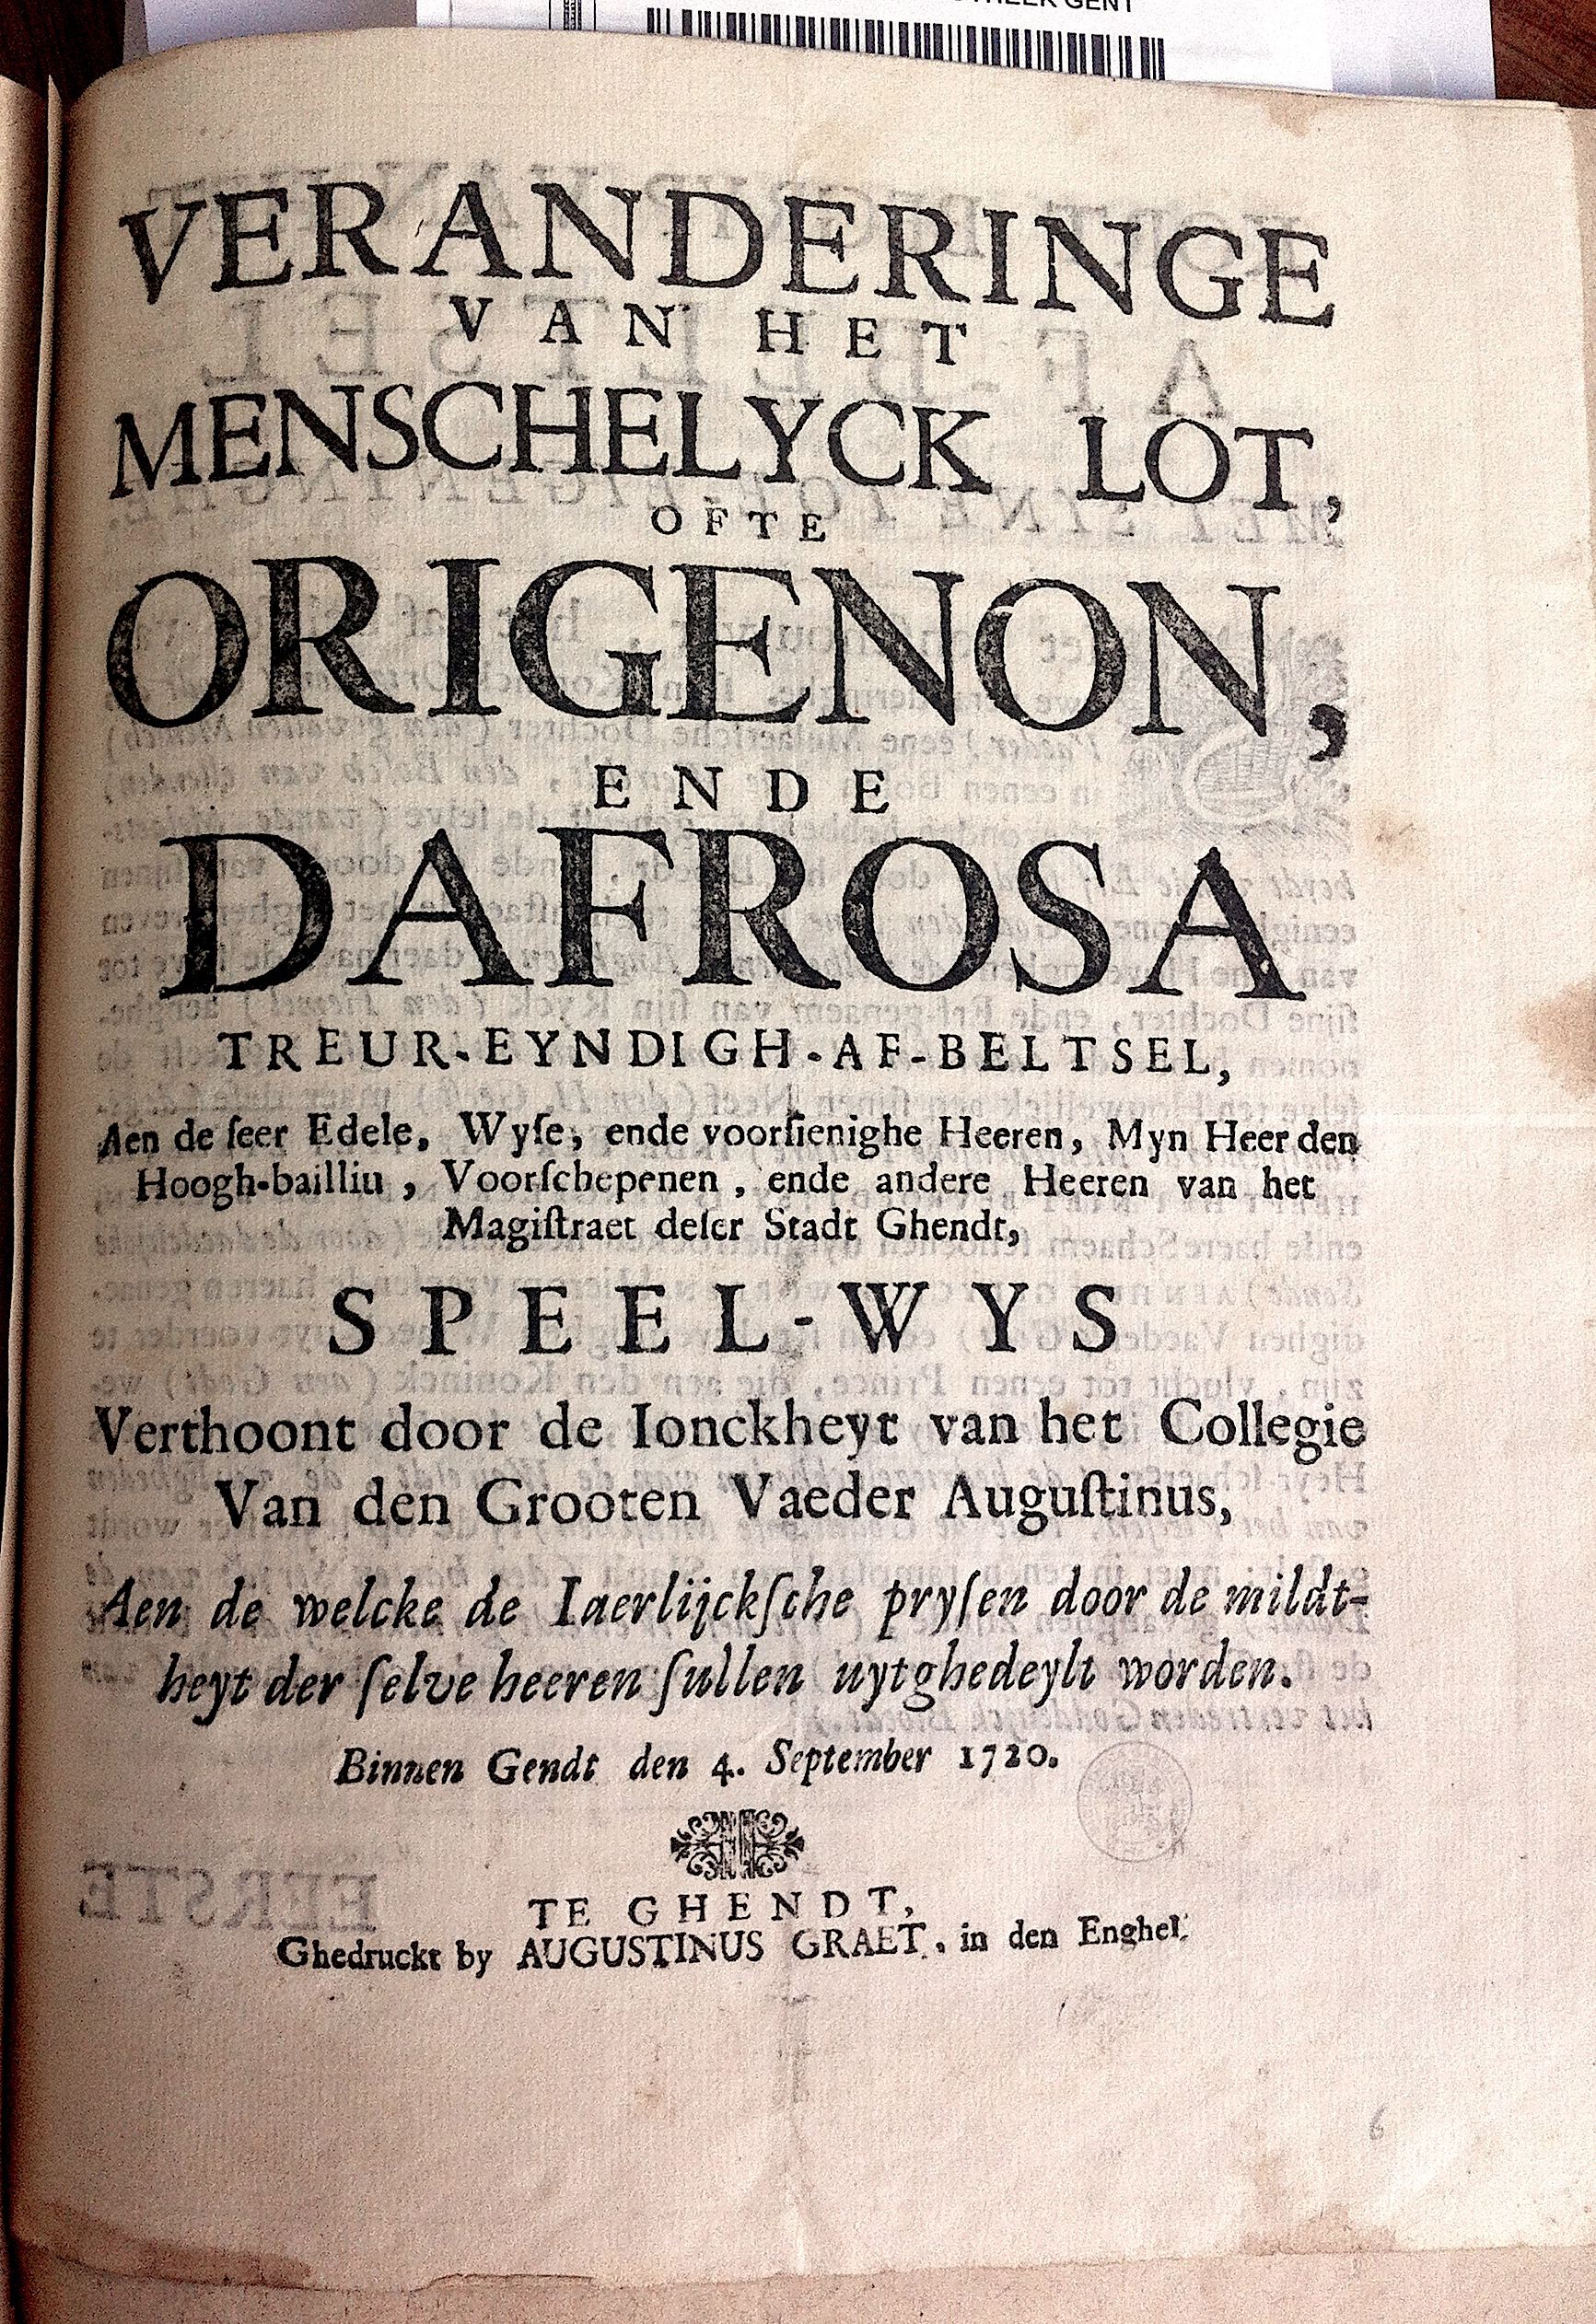 GENT
VERANDERINGE
VAN HET
MENSCHELYCK LOT,
OFTE
ORIGENON,
ENDE
DAFROSA
TREUR-EYNDIGH-AF-BELTSEL,
Aen de ſeer Edele, Wyſe, ende voorſienighe Heeren, Myn Heer den
Hoogh-bailliu, Voorſchepenen, ende andere Heeren van het
Magiſtraet deſer Stadt Ghendt,
SPEEL-WYS
Verthoont door de Ionckheyt van het Collegie
Van den Grooten Vaeder Auguſtinus,
Aen de welcke de Iaerlijckſche pryſen door de mildt-
heyt der ſelve heeren ſullen uytghedeylt worden.
Binnen Gendt den 4. September 1720.
TE GHENDT,
Ghedruckt by AUGUSTINUS GRAET, in den Enghel.
6